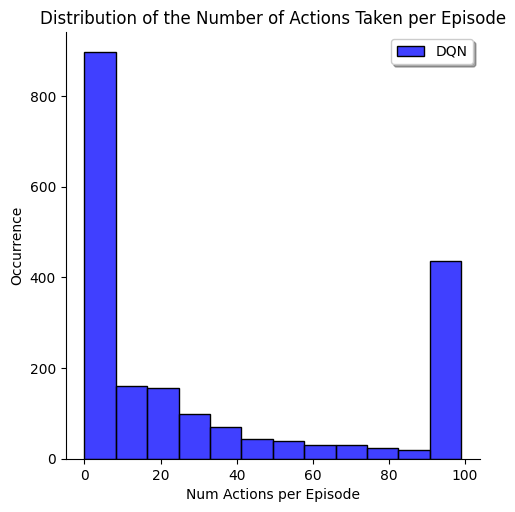 Distribution of the Number of Actions Taken per Episode
DQN
Occurrence
800
600
400
200
0
0 20 40 60 80 100
Num Actions per Episode